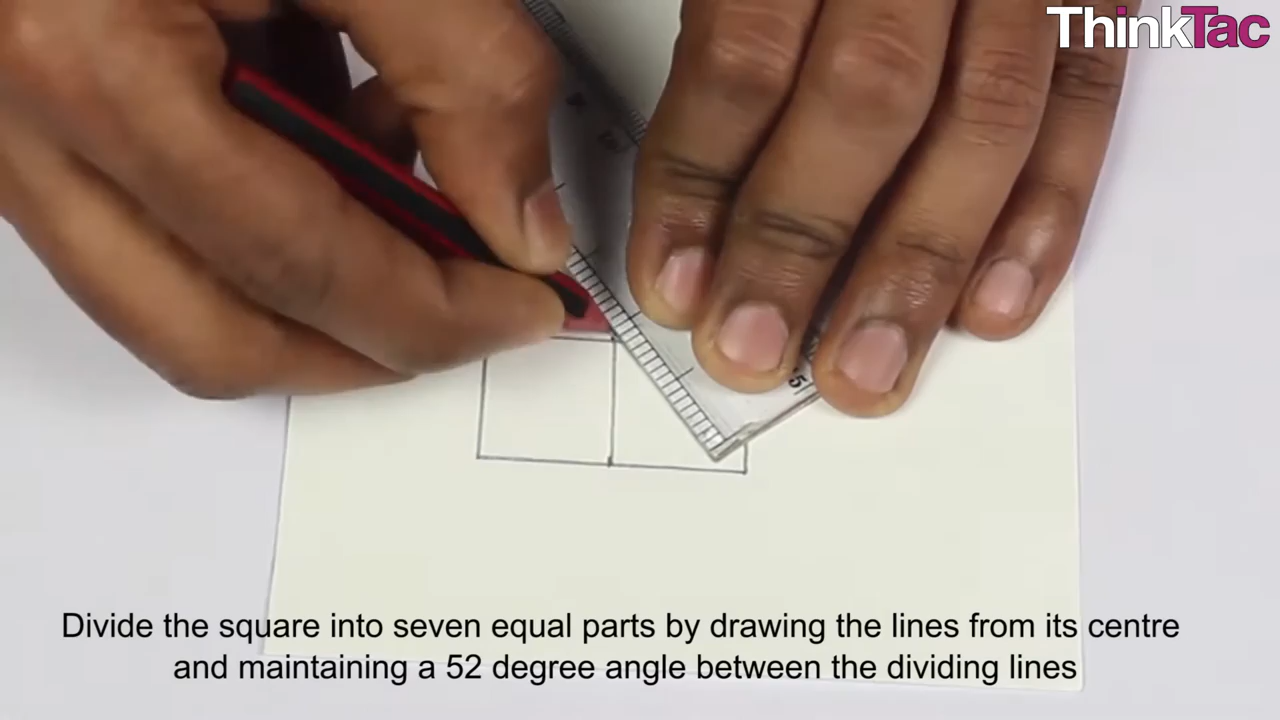 ThinkTac
5
Divide the square into seven equal parts by drawing the lines from its centre
and maintaining a 52 degree angle between the dividing lines